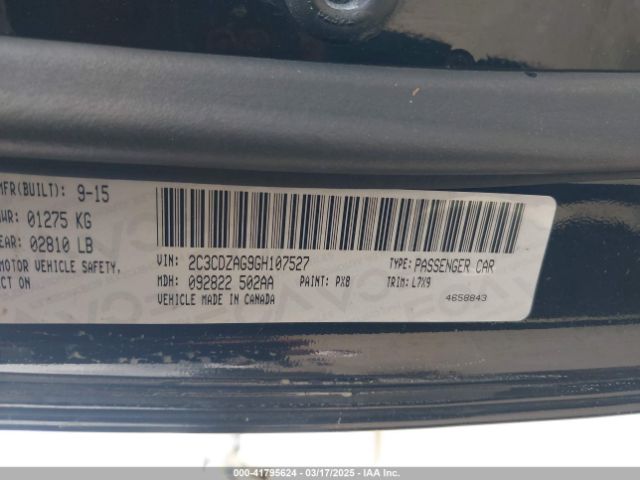 MFR(BUILT): 9-15
WR: 01275 KG
EAR: 02810 LB
MOTOR VEHICLE SAFETY,
CT ON
VIN: 2C3CDZAG9GH107527 TYPE: PASSENGER CAR
MDH: 092822 502AA PAINT: PX8 TRIM: L7X9
VEHICLE MADE IN CANADA 4658843
© IN - 41795624 | 03/17/2025 - IAA Inc.